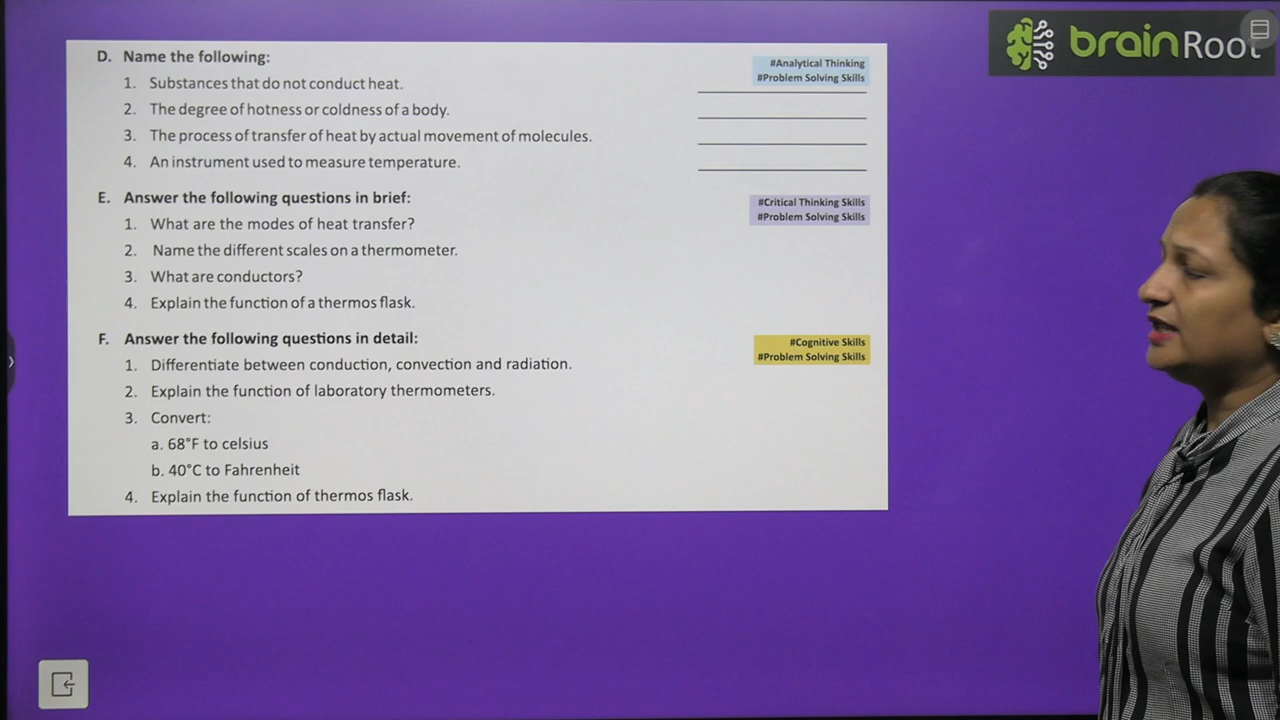 brainRoot
D. Name the following:
#Analytical Thinking
#Problem Solving Skills
1. Substances that do not conduct heat.
2. The degree of hotness or coldness of a body.
3. The process of transfer of heat by actual movement of molecules.
4. An instrument used to measure temperature.
E. Answer the following questions in brief:
#Critical Thinking Skills
#Problem Solving Skills
1. What are the modes of heat transfer?
2. Name the different scales on a thermometer.
3. What are conductors?
4. Explain the function of a thermos flask.
F. Answer the following questions in detail:
#Cognitive Skills
#Problem Solving Skills
1. Differentiate between conduction, convection and radiation.
2. Explain the function of laboratory thermometers.
3. Convert:
a. 68°F to celsius
b. 40°C to Fahrenheit
4. Explain the function of thermos flask.